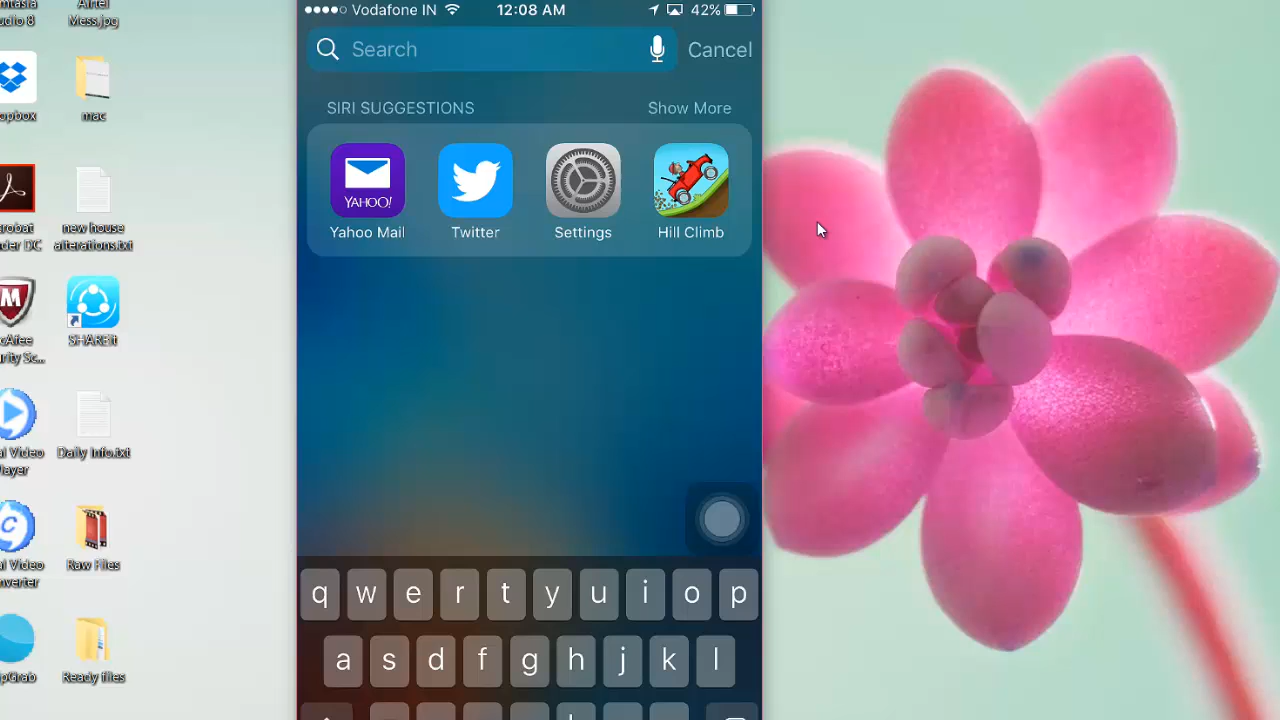 Mess.jpg
Vodafone IN
12:08 AM
42%
Search
Cancel
SIRI SUGGESTIONS
Show More
YAHOO!
Yahoo Mail
Twitter
Settings
Hill Climb
mac
new house
alterations.txt
SHAREit
Daily Info.txt
Raw Files
Ready files
q w e r t y u i o p
a s d f g h j k l